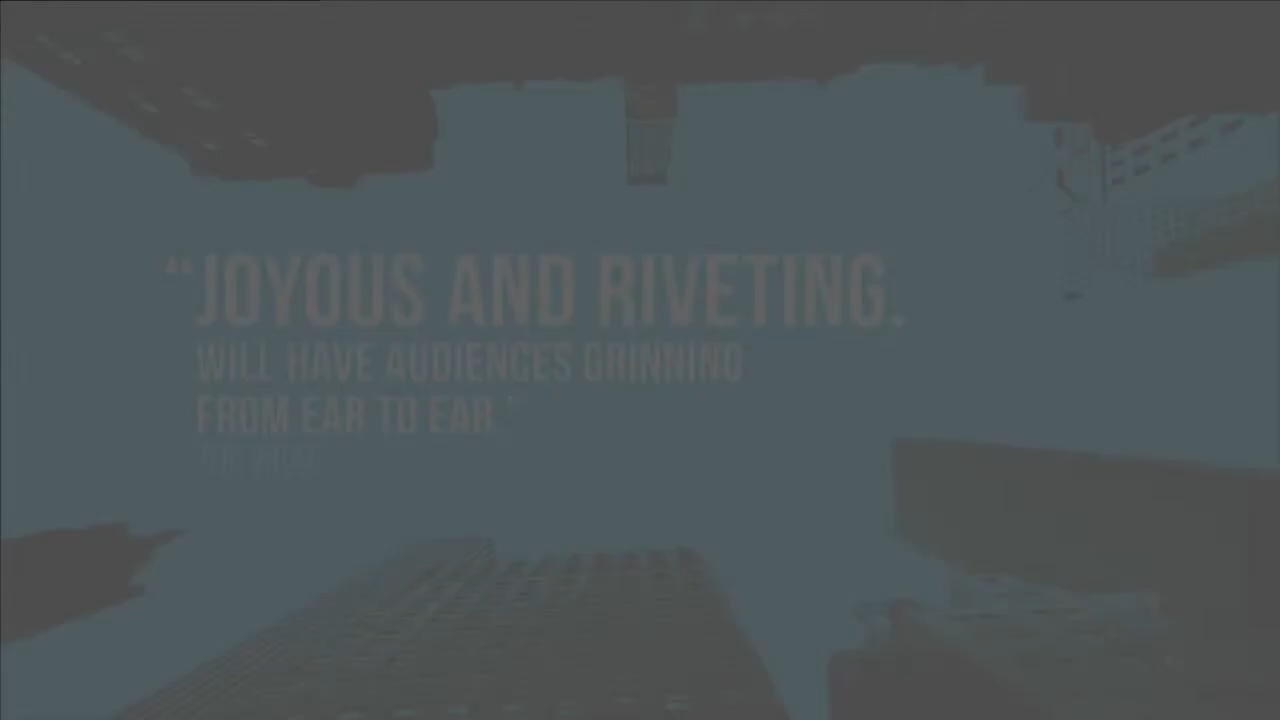 “JOYOUS AND RIVETING.
WILL HAVE AUDIENCES GRINNING
FROM EAR TO EAR.”